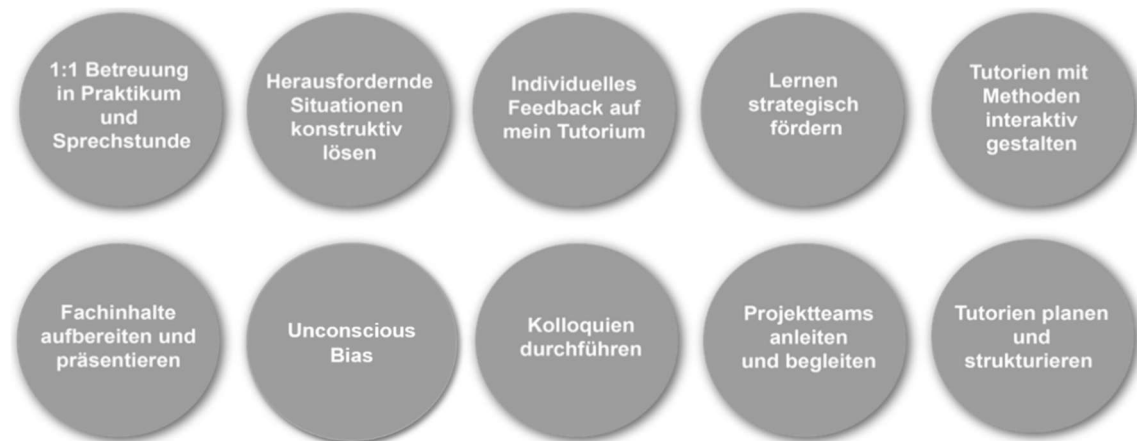 1:1 Betreuung
in Praktikum
und
Sprechstunde
Herausfordernde
Situationen
konstruktiv
lösen
Individuelles
Feedback auf
mein Tutorium
Lernen
strategisch
fördern
Tutorien mit
Methoden
interaktiv
gestalten
Fachinhalte
aufbereiten und
präsentieren
Unconscious
Bias
Kolloquien
durchführen
Projektteams
anleiten
und begleiten
Tutorien planen
und
strukturieren